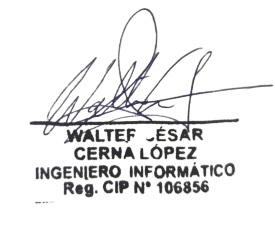 WALTER CÉSAR
CERNA LÓPEZ
INGENIERO INFORMÁTICO
Reg. CIP N° 106856